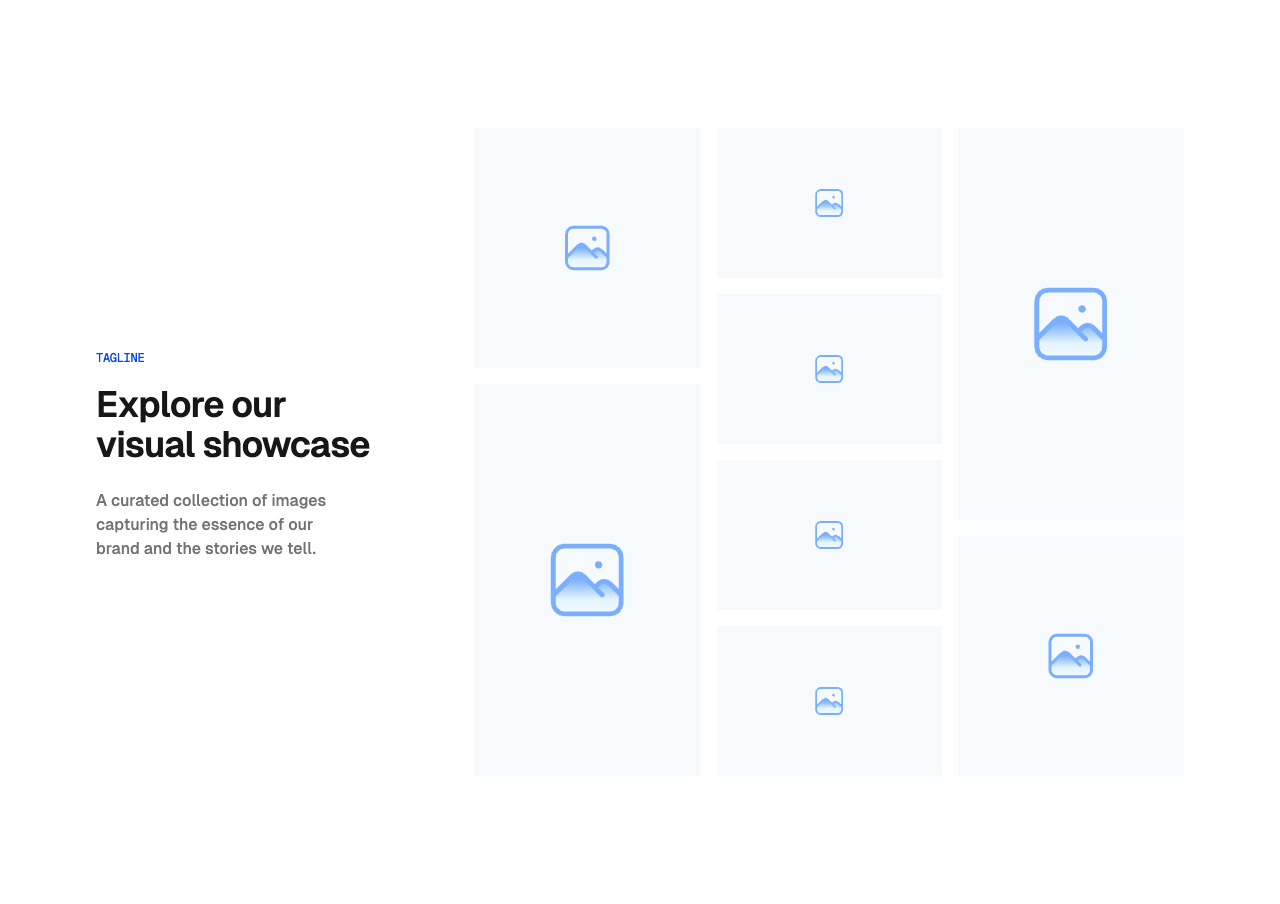 TAGLINE
Explore our
visual showcase
A curated collection of images
capturing the essence of our
brand and the stories we tell.